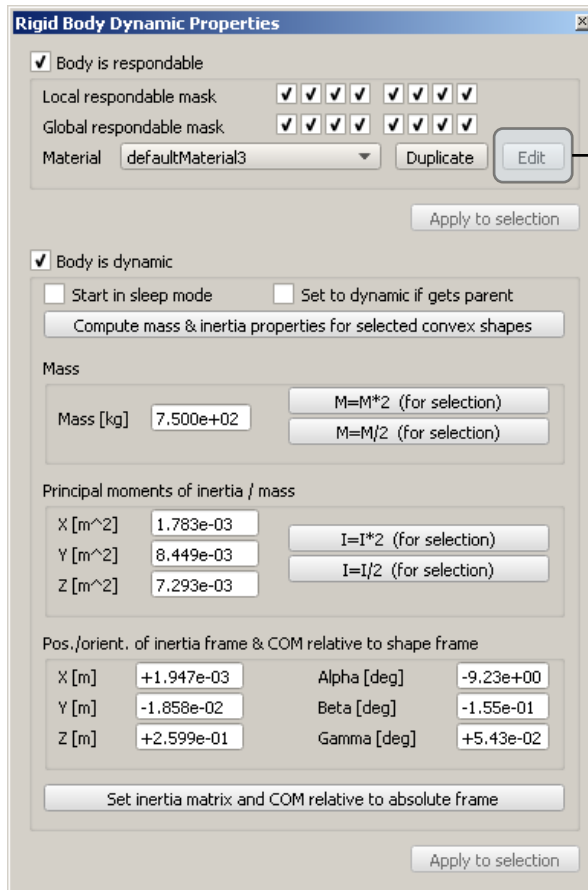 Rigid Body Dynamic Properties
Body is respondable
Local respondable mask
Global respondable mask
Material defaultMaterial3 Duplicate Edit
Apply to selection
Body is dynamic
Start in sleep mode Set to dynamic if gets parent
Compute mass & inertia properties for selected convex shapes
Mass
Mass [kg] 7.500e+02 M=M*2 (for selection)
M=M/2 (for selection)
Principal moments of inertia / mass
X [m^2] 1.783e-03
Y [m^2] 8.449e-03 I=I*2 (for selection)
Z [m^2] 7.293e-03 I=I/2 (for selection)
Pos./orient. of inertia frame & COM relative to shape frame
X [m] +1.947e-03 Alpha [deg] -9.23e+00
Y [m] -1.858e-02 Beta [deg] -1.55e-01
Z [m] +2.599e-01 Gamma [deg] +5.43e-02
Set inertia matrix and COM relative to absolute frame
Apply to selection